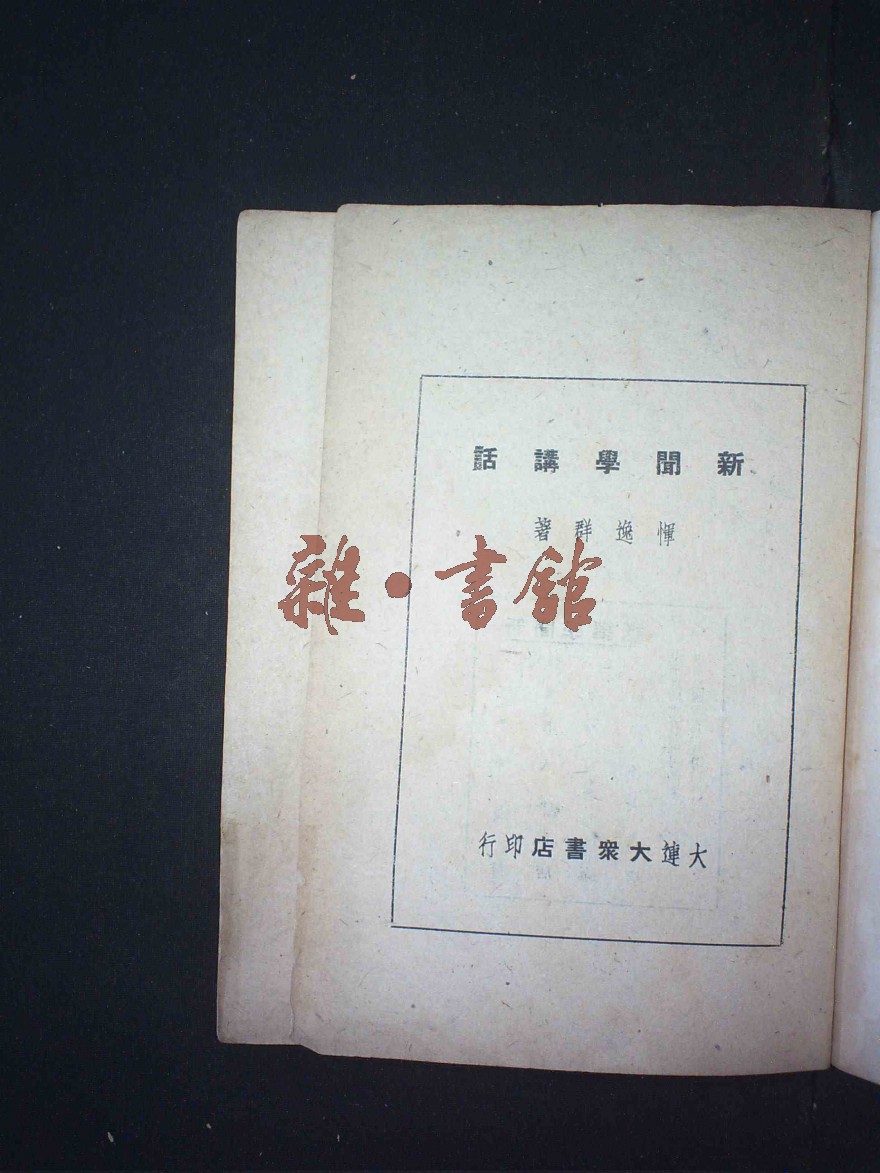 新聞學講話
惲逸群著
雜·書館
大連大衆書店印行